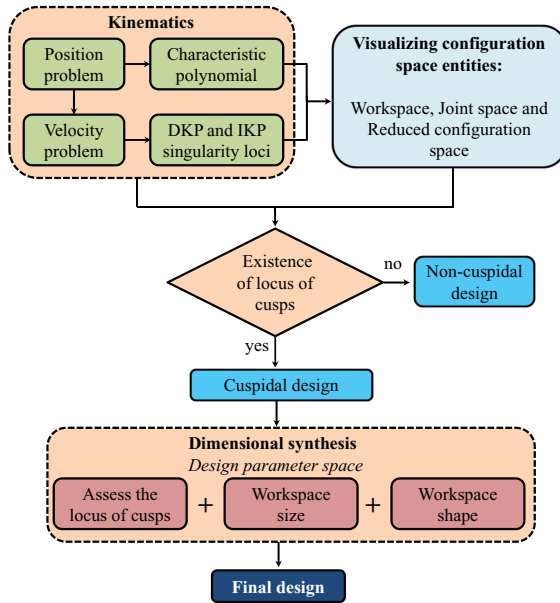 Kinematics
Position
problem
Characteristic
polynomial
Velocity
problem
DKP and IKP
singularity loci
Visualizing configuration
space entities:
Workspace, Joint space and
Reduced configuration
space
Existence
of locus of
cusps
no
Non-cuspidal
design
yes
Cuspidal design
Dimensional synthesis
Design parameter space
Assess the
locus of cusps
+
Workspace
size
+
Workspace
shape
Final design